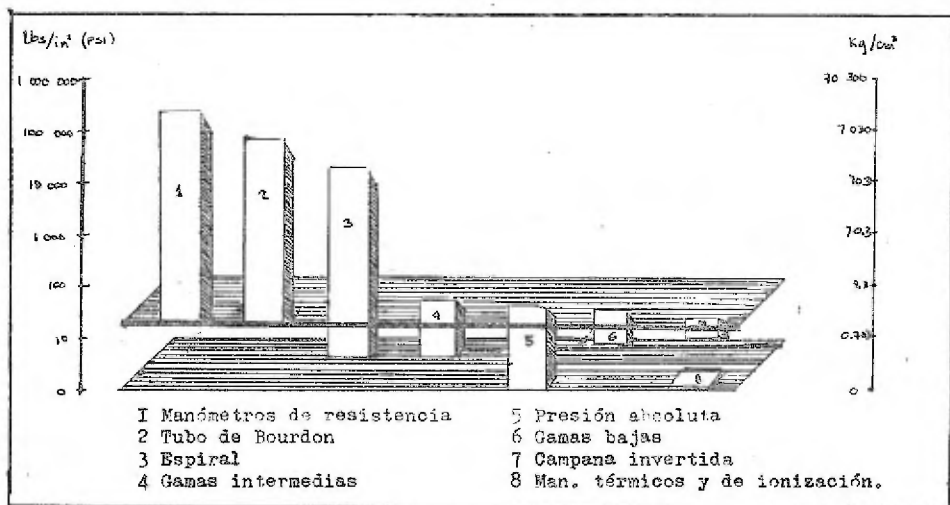 Lbs/in² (PSI)
Kg/cm²
1 000 000
100 000
10 000
1 000
100
10
0
70 300
7 030
703
70.3
0
1
2
3
4
5
6
7
8
I Manómetros de resistencia
2 Tubo de Bourdon
3 Espiral
4 Gamas intermedias
5 Presión absoluta
6 Gamas bajas
7 Campana invertida
8 Man. térmicos y de ionización.